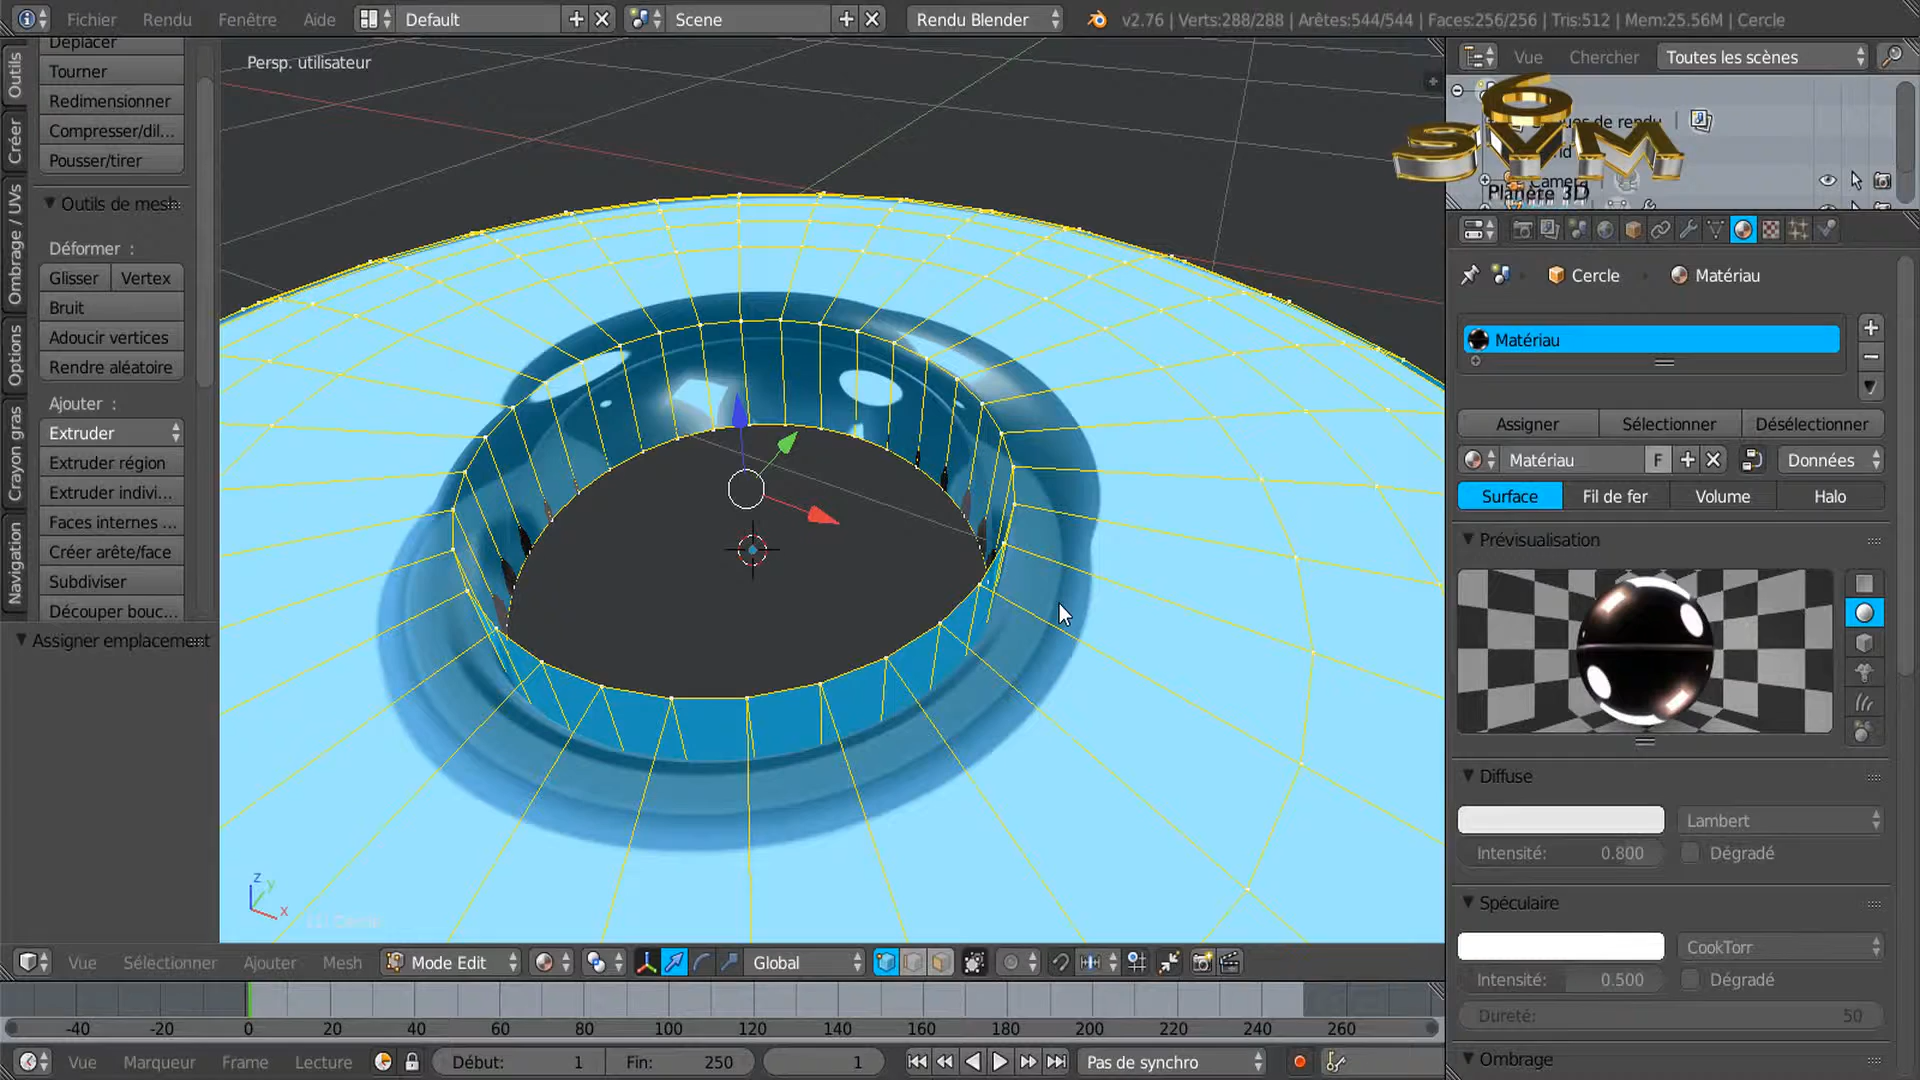 Fichier Rendu Fenêtre Aide Default Scene Rendu Blender v2.76 | Verts:288/288 | Arêtes:544/544 | Faces:256/256 | Tris:512 | Mem:25.56M | Cercle
Persp. utilisateur
Outils
Créer
Ombrage / UVs
Options
Crayon gras
Navigation
Déplacer
Tourner
Redimensionner
Compresser/dil...
Pousser/tirer
Outils de mesh
Déformer :
Glisser Vertex
Bruit
Adoucir vertices
Rendre aléatoire
Ajouter :
Extruder
Extruder région
Extruder indivi...
Faces internes ...
Créer arête/face
Subdiviser
Découper bouc...
Assigner emplacement
z
y
x
Vue Chercher Toutes les scènes
6
SVM
Planète 3D
de rendu
Camera
Cercle Matériau
Matériau
Assigner Sélectionner Désélectionner
Matériau F Données
Surface Fil de fer Volume Halo
Prévisualisation
Diffuse
Lambert
Intensité: 0.800 Dégradé
Spéculaire
CookTorr
Intensité: 0.500 Dégradé
Dureté: 50
Ombrage
Vue Sélectionner Ajouter Mesh Mode Edit Global
-40 -20 0 20 40 60 80 100 120 140 160 180 200 220 240 260
Vue Marqueur Frame Lecture Début: 1 Fin: 250 1 Pas de synchro